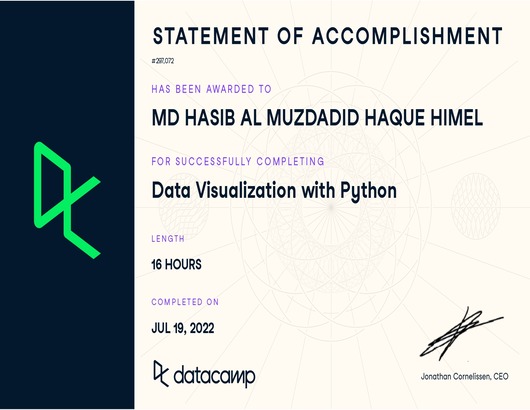 STATEMENT OF ACCOMPLISHMENT
#297,072
HAS BEEN AWARDED TO
MD HASIB AL MUZDADID HAQUE HIMEL
FOR SUCCESSFULLY COMPLETING
Data Visualization with Python
LENGTH
16 HOURS
COMPLETED ON
JUL 19, 2022
datacamp
Jonathan Cornelissen, CEO